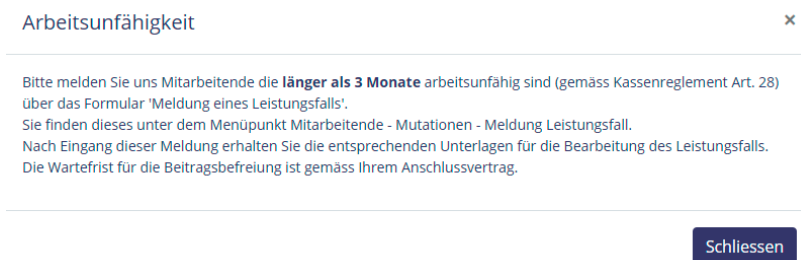 Arbeitsunfähigkeit ×
Bitte melden Sie uns Mitarbeitende die länger als 3 Monate arbeitsunfähig sind (gemäss Kassenreglement Art. 28)
über das Formular 'Meldung eines Leistungsfalls'.
Sie finden dieses unter dem Menüpunkt Mitarbeitende - Mutationen - Meldung Leistungsfall.
Nach Eingang dieser Meldung erhalten Sie die entsprechenden Unterlagen für die Bearbeitung des Leistungsfalls.
Die Wartefrist für die Beitragsbefreiung ist gemäss Ihrem Anschlussvertrag.
Schliessen